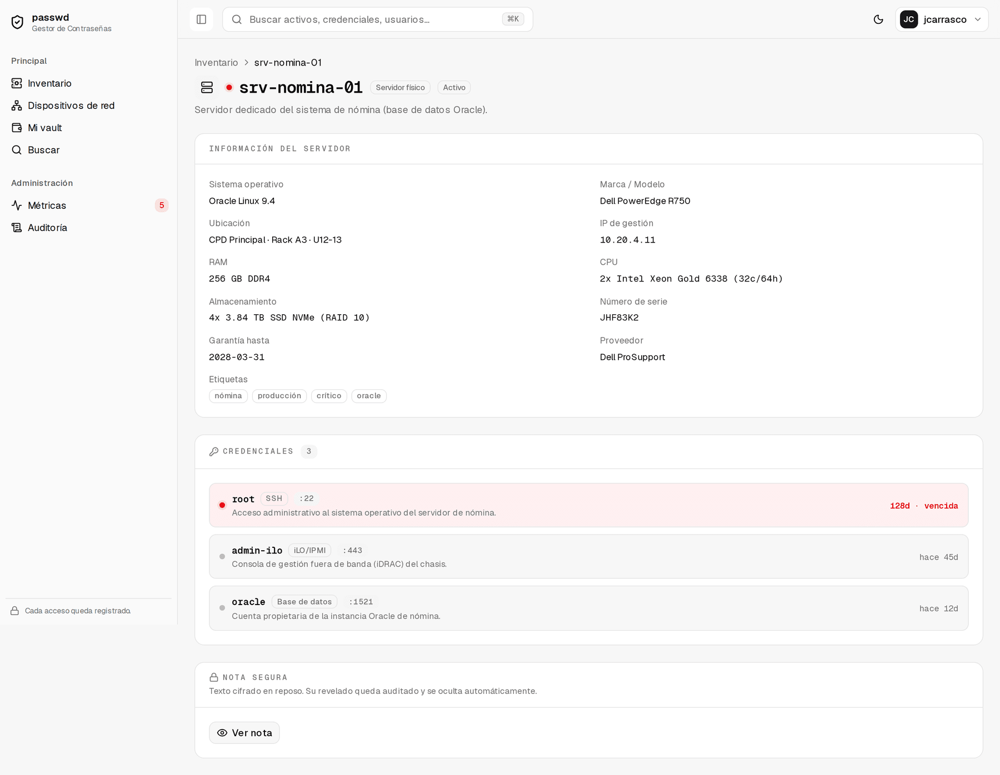 passwd
Gestor de Contraseñas
Principal
Inventario
Dispositivos de red
Mi vault
Buscar
Administración
Métricas 5
Auditoría
Cada acceso queda registrado.
Buscar activos, credenciales, usuarios... ⌘K
JC jcarrasco
Inventario > srv-nomina-01
srv-nomina-01 Servidor físico Activo
Servidor dedicado del sistema de nómina (base de datos Oracle).
INFORMACIÓN DEL SERVIDOR
Sistema operativo
Oracle Linux 9.4
Marca / Modelo
Dell PowerEdge R750
Ubicación
CPD Principal · Rack A3 · U12-13
IP de gestión
10.20.4.11
RAM
256 GB DDR4
CPU
2x Intel Xeon Gold 6338 (32c/64h)
Almacenamiento
4x 3.84 TB SSD NVMe (RAID 10)
Número de serie
JHF83K2
Garantía hasta
2028-03-31
Proveedor
Dell ProSupport
Etiquetas
nómina producción crítico oracle
CREDENCIALES 3
root SSH :22
Acceso administrativo al sistema operativo del servidor de nómina.
128d · vencida
admin-ilo iLO/IPMI :443
Consola de gestión fuera de banda (iDRAC) del chasis.
hace 45d
oracle Base de datos :1521
Cuenta propietaria de la instancia Oracle de nómina.
hace 12d
NOTA SEGURA
Texto cifrado en reposo. Su revelado queda auditado y se oculta automáticamente.
Ver nota